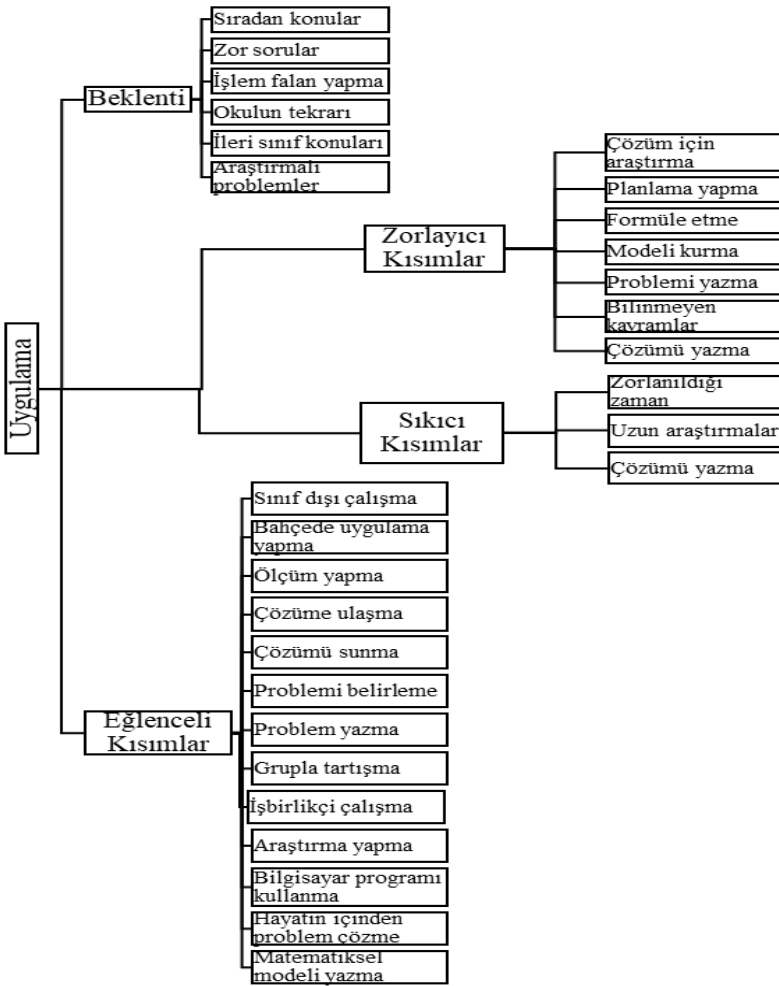 Uygulama
Beklenti
Sıradan konular
Zor sorular
İşlem falan yapma
Okulun tekrarı
İleri sınıf konuları
Araştırmalı
problemler
Zorlayıcı
Kısımlar
Çözüm için
araştırma
Planlama yapma
Formüle etme
Modeli kurma
Problemi yazma
Bilinmeyen
kavramlar
Çözümü yazma
Sıkıcı
Kısımlar
Zorlanıldığı
zaman
Uzun araştırmalar
Çözümü yazma
Eğlenceli
Kısımlar
Sınıf dışı çalışma
Bahçede uygulama
yapma
Ölçüm yapma
Çözüme ulaşma
Çözümü sunma
Problemi belirleme
Problem yazma
Grupla tartışma
İşbirlikçi çalışma
Araştırma yapma
Bilgisayar programı
kullanma
Hayatın içinden
problem çözme
Matematiksel
modeli yazma